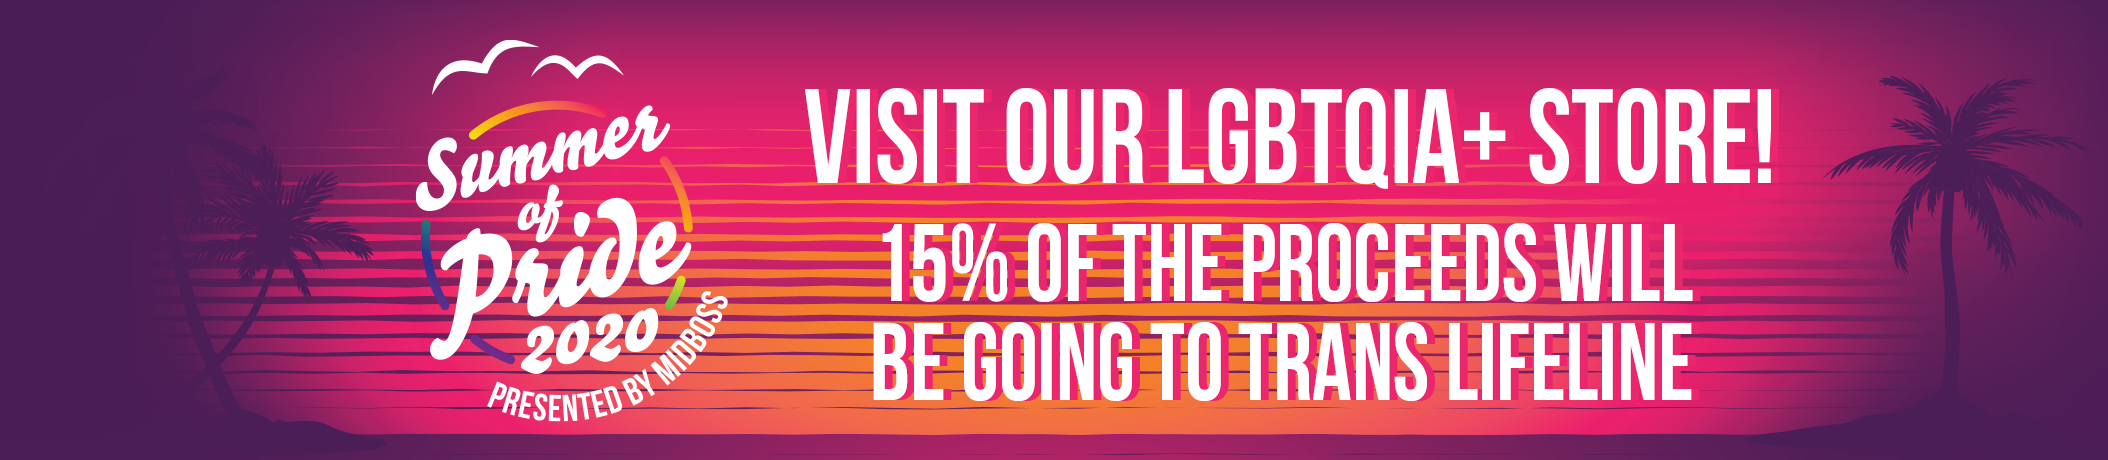 Summer
of
Pride
2020
PRESENTED BY MIDBOSS
VISIT OUR LGBTQIA+ STORE!
15% OF THE PROCEEDS WILL
BE GOING TO TRANS LIFELINE